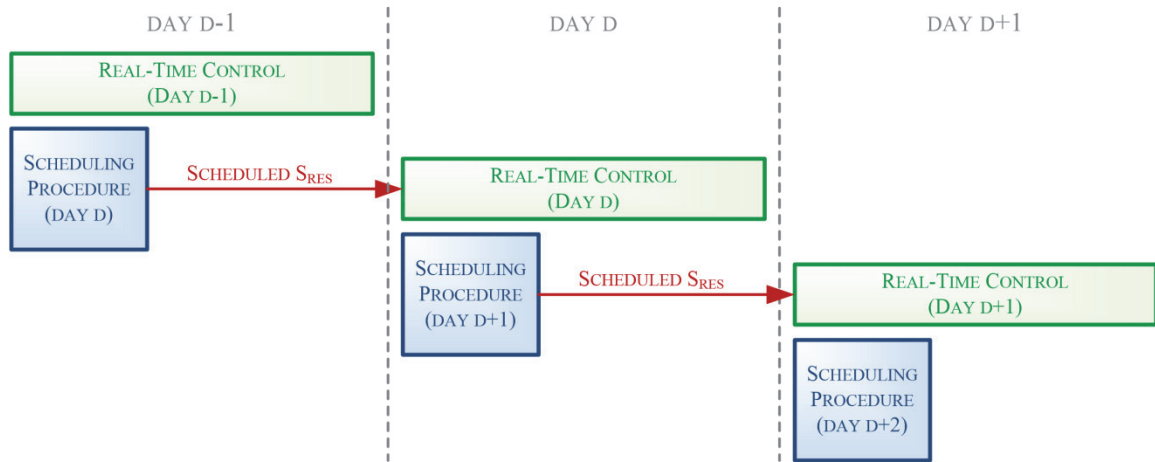 DAY D-1
DAY D
DAY D+1
REAL-TIME CONTROL
(DAY D-1)
SCHEDULING
PROCEDURE
(DAY D)
SCHEDULED SRES
REAL-TIME CONTROL
(DAY D)
SCHEDULING
PROCEDURE
(DAY D+1)
SCHEDULED SRES
REAL-TIME CONTROL
(DAY D+1)
SCHEDULING
PROCEDURE
(DAY D+2)